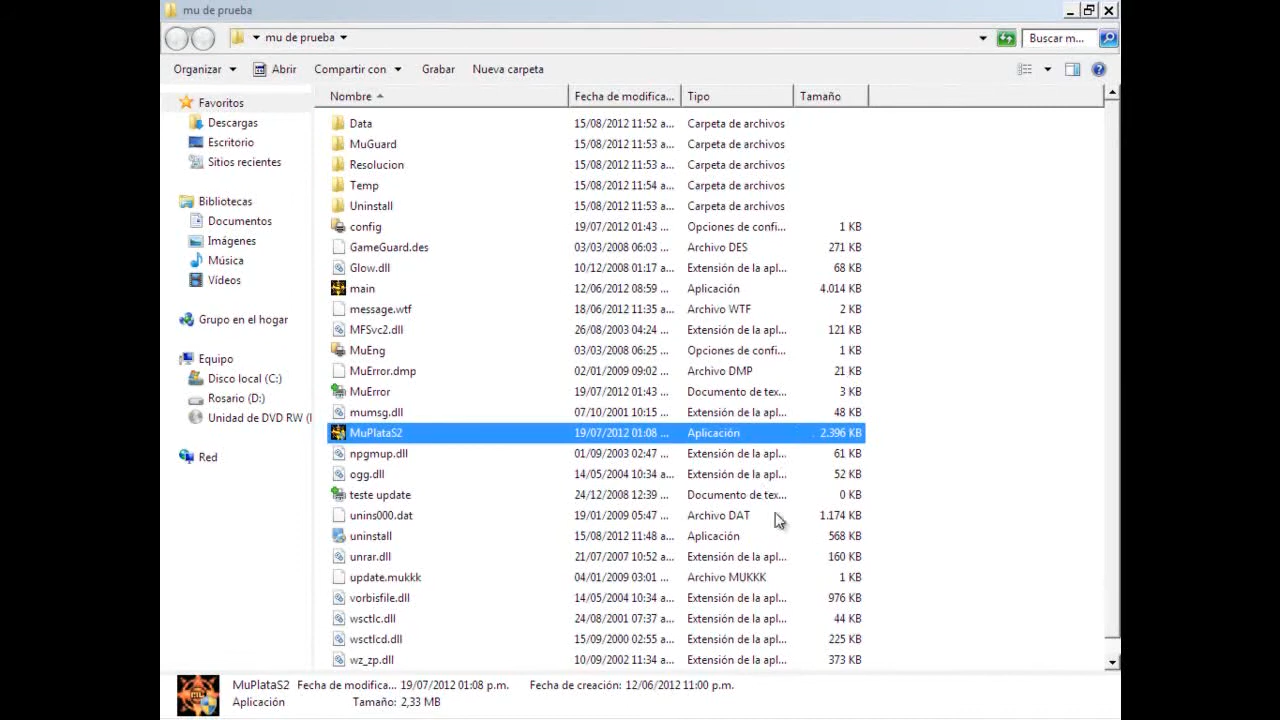 mu de prueba
mu de prueba
Buscar m...
Organizar Abrir Compartir con Grabar Nueva carpeta
Nombre Fecha de modifica... Tipo Tamaño
Favoritos
Descargas
Escritorio
Sitios recientes
Bibliotecas
Documentos
Imágenes
Música
Vídeos
Grupo en el hogar
Equipo
Disco local (C:)
Rosario (D:)
Unidad de DVD RW (
Red
Data 15/08/2012 11:52 a... Carpeta de archivos
MuGuard 15/08/2012 11:53 a... Carpeta de archivos
Resolucion 15/08/2012 11:53 a... Carpeta de archivos
Temp 15/08/2012 11:54 a... Carpeta de archivos
Uninstall 15/08/2012 11:53 a... Carpeta de archivos
config 19/07/2012 01:43 ... Opciones de confi... 1 KB
GameGuard.des 03/03/2008 06:03 ... Archivo DES 271 KB
Glow.dll 10/12/2008 01:17 a... Extensión de la apl... 68 KB
main 12/06/2012 08:59 ... Aplicación 4.014 KB
message.wtf 18/06/2012 11:35 a... Archivo WTF 2 KB
MFSvc2.dll 26/08/2003 04:24 ... Extensión de la apl... 121 KB
MuEng 03/03/2008 06:25 ... Opciones de confi... 1 KB
MuError.dmp 02/01/2009 09:02 ... Archivo DMP 21 KB
MuError 19/07/2012 01:43 ... Documento de tex... 3 KB
mumsg.dll 07/10/2001 10:15 ... Extensión de la apl... 48 KB
MuPlataS2 19/07/2012 01:08 ... Aplicación 2.396 KB
npgmup.dll 01/09/2003 02:47 ... Extensión de la apl... 61 KB
ogg.dll 14/05/2004 10:34 a... Extensión de la apl... 52 KB
teste update 24/12/2008 12:39 ... Documento de tex... 0 KB
unins000.dat 19/01/2009 05:47 ... Archivo DAT 1.174 KB
uninstall 15/08/2012 11:48 a... Aplicación 568 KB
unrar.dll 21/07/2007 10:52 a... Extensión de la apl... 160 KB
update.mukkk 04/01/2009 03:01 ... Archivo MUKKK 1 KB
vorbisfile.dll 14/05/2004 10:34 a... Extensión de la apl... 976 KB
wsctlc.dll 24/08/2001 07:37 ... Extensión de la apl... 44 KB
wsctlcd.dll 15/09/2000 02:55 ... Extensión de la apl... 225 KB
wz_zp.dll 10/09/2002 11:34 ... Extensión de la apl... 373 KB
MuPlataS2 Fecha de modifica... 19/07/2012 01:08 p.m. Fecha de creación: 12/06/2012 11:00 p.m.
Aplicación Tamaño: 2,33 MB